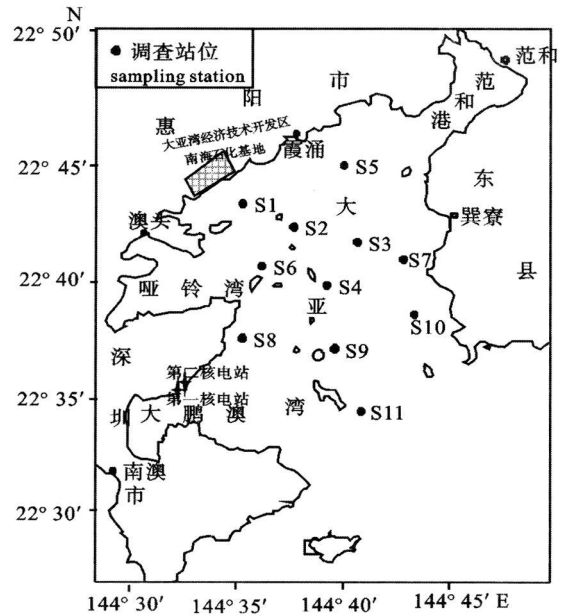 N
22° 50′
● 调查站位
sampling station
范和
惠阳市
范和港
大亚湾经济技术开发区
南海石化基地
霞涌
22° 45′
S5
东
S1
大
澳头
S2
S3
巽寮
S7
S6
县
22° 40′
哑铃湾
S4
亚
S10
深
S8
S9
第二核电站
第一核电站
22° 35′
圳
大鹏澳
湾
S11
南澳
市
22° 30′
144° 30′
144° 35′
144° 40′
144° 45′ E